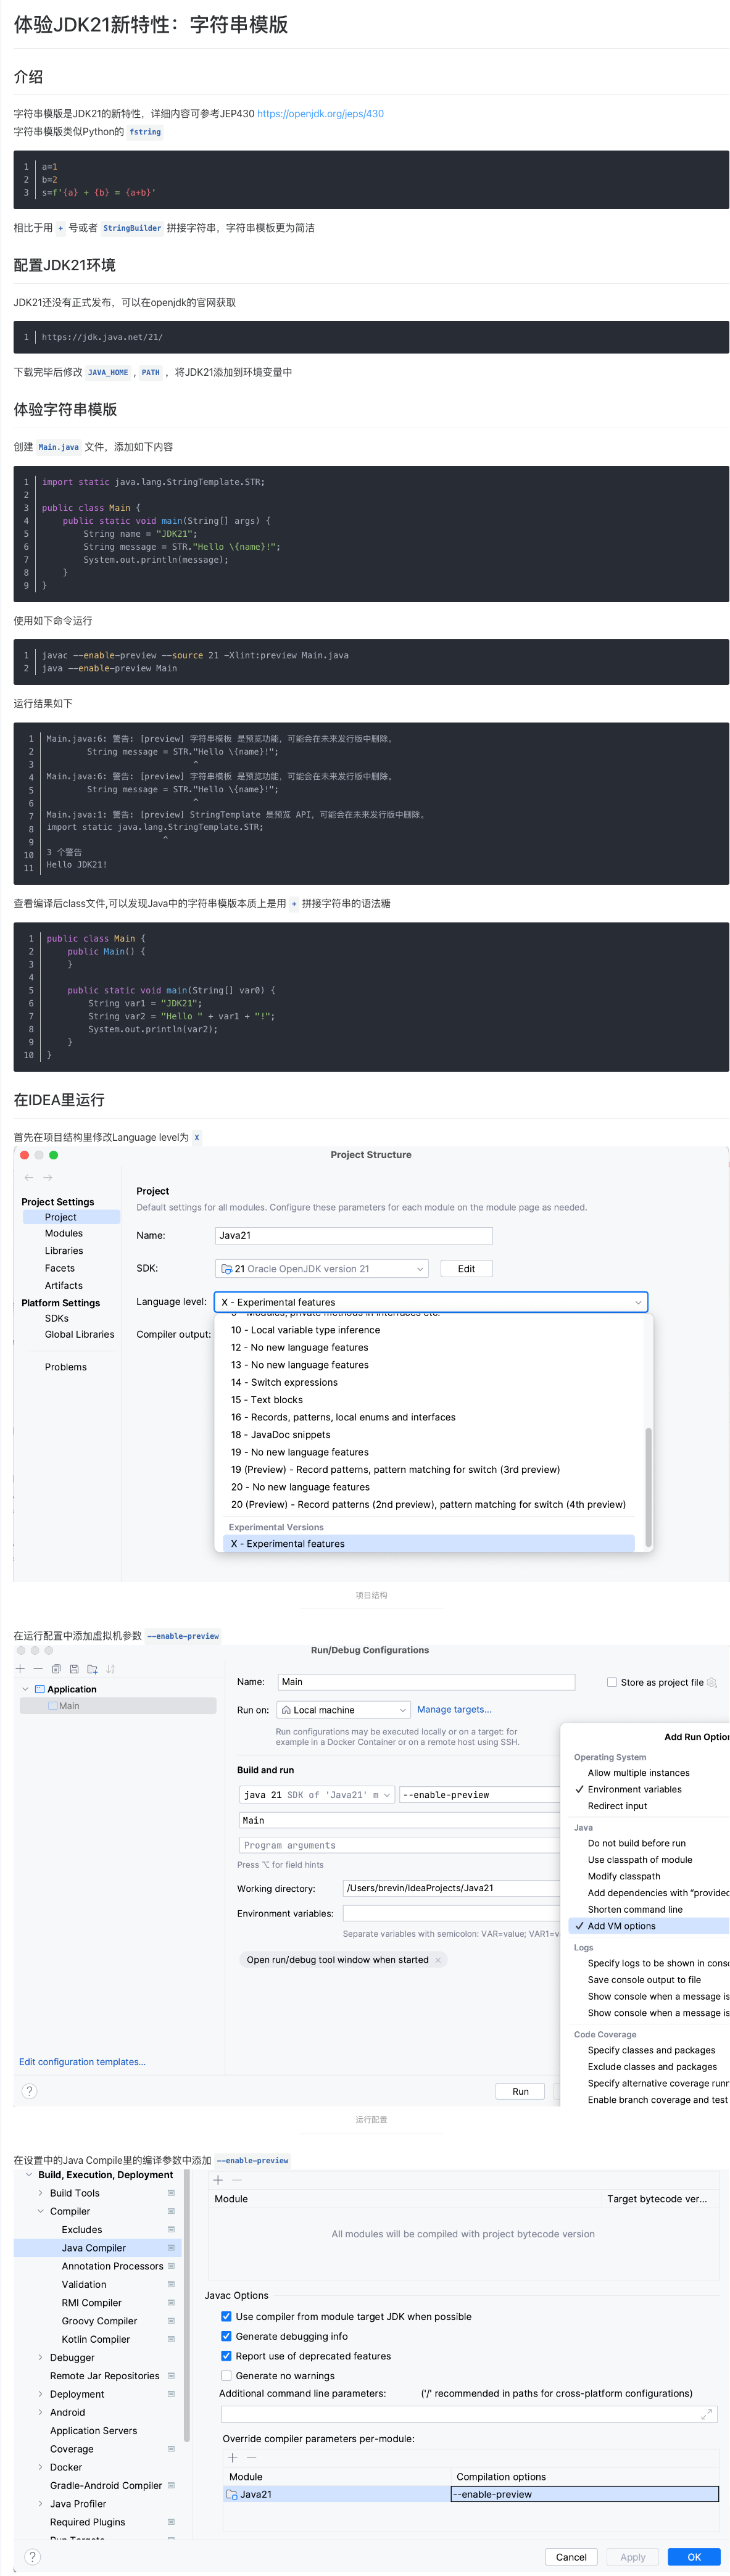 体验JDK21新特性：字符串模版
介绍
字符串模版是JDK21的新特性，详细内容可参考JEP430 https://openjdk.org/jeps/430
字符串模版类似Python的 fstring
1 a=1
2 b=2
3 s=f'{a} + {b} = {a+b}'
相比于用 + 号或者 StringBuilder 拼接字符串，字符串模板更为简洁
配置JDK21环境
JDK21还没有正式发布，可以在openjdk的官网获取
1 https://jdk.java.net/21/
下载完毕后修改 JAVA_HOME , PATH ，将JDK21添加到环境变量中
体验字符串模版
创建 Main.java 文件，添加如下内容
1 import static java.lang.StringTemplate.STR;
2
3 public class Main {
4     public static void main(String[] args) {
5         String name = "JDK21";
6         String message = STR."Hello \{name}!";
7         System.out.println(message);
8     }
9 }
使用如下命令运行
1 javac --enable-preview --source 21 -Xlint:preview Main.java
2 java --enable-preview Main
运行结果如下
1 Main.java:6: 警告: [preview] 字符串模板 是预览功能，可能会在未来发行版中删除。
2         String message = STR."Hello \{name}!";
3                             ^
4 Main.java:6: 警告: [preview] 字符串模板 是预览功能，可能会在未来发行版中删除。
5         String message = STR."Hello \{name}!";
6                             ^
7 Main.java:1: 警告: [preview] StringTemplate 是预览 API，可能会在未来发行版中删除。
8 import static java.lang.StringTemplate.STR;
9                       ^
10 3 个警告
11 Hello JDK21!
查看编译后class文件,可以发现Java中的字符串模版本质上是用 + 拼接字符串的语法糖
1 public class Main {
2     public Main() {
3     }
4
5     public static void main(String[] var0) {
6         String var1 = "JDK21";
7         String var2 = "Hello " + var1 + "!";
8         System.out.println(var2);
9     }
10 }
在IDEA里运行
首先在项目结构里修改Language level为 X
Project Structure
Project Settings
Project
Modules
Libraries
Facets
Artifacts
Platform Settings
SDKs
Global Libraries
Problems
Project
Default settings for all modules. Configure these parameters for each module on the module page as needed.
Name: Java21
SDK: 21 Oracle OpenJDK version 21 Edit
Language level: X - Experimental features
Compiler output:
9 - Modules, private methods in interfaces etc.
10 - Local variable type inference
12 - No new language features
13 - No new language features
14 - Switch expressions
15 - Text blocks
16 - Records, patterns, local enums and interfaces
18 - JavaDoc snippets
19 - No new language features
19 (Preview) - Record patterns, pattern matching for switch (3rd preview)
20 - No new language features
20 (Preview) - Record patterns (2nd preview), pattern matching for switch (4th preview)
Experimental Versions
X - Experimental features
项目结构
在运行配置中添加虚拟机参数 --enable-preview
Run/Debug Configurations
Application
Main
Edit configuration templates...
Name: Main
Store as project file
Run on: Local machine Manage targets...
Run configurations may be executed locally or on a target: for
example in a Docker Container or on a remote host using SSH.
Build and run
java 21 SDK of 'Java21' m --enable-preview
Main
Program arguments
Press ⌥ for field hints
Working directory: /Users/brevin/IdeaProjects/Java21
Environment variables:
Separate variables with semicolon: VAR=value; VAR1=v
Open run/debug tool window when started ×
? Run
Add Run Optio
Operating System
Allow multiple instances
✓ Environment variables
Redirect input
Java
Do not build before run
Use classpath of module
Modify classpath
Add dependencies with "provided
Shorten command line
✓ Add VM options
Logs
Specify logs to be shown in conso
Save console output to file
Show console when a message is
Show console when a message is
Code Coverage
Specify classes and packages
Exclude classes and packages
Specify alternative coverage runn
Enable branch coverage and test
运行配置
在设置中的Java Compile里的编译参数中添加 --enable-preview
Build, Execution, Deployment
Build Tools
Compiler
Excludes
Java Compiler
Annotation Processors
Validation
RMI Compiler
Groovy Compiler
Kotlin Compiler
Debugger
Remote Jar Repositories
Deployment
Android
Application Servers
Coverage
Docker
Gradle-Android Compiler
Java Profiler
Required Plugins
Run Targets
Module Target bytecode ver...
All modules will be compiled with project bytecode version
Javac Options
Use compiler from module target JDK when possible
Generate debugging info
Report use of deprecated features
Generate no warnings
Additional command line parameters: ('/' recommended in paths for cross-platform configurations)
Override compiler parameters per-module:
Module Compilation options
Java21 --enable-preview
? Cancel Apply OK